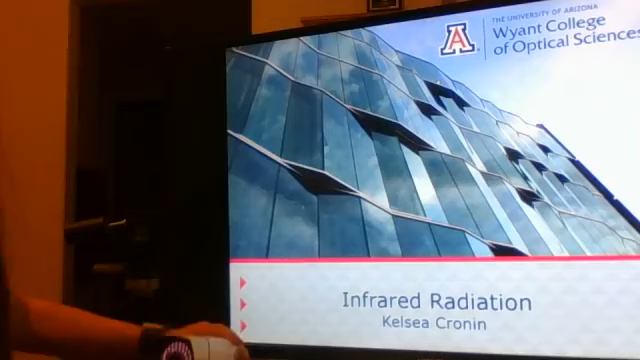 THE UNIVERSITY OF ARIZONA
Wyant College
of Optical Sciences
A
Infrared Radiation
Kelsea Cronin